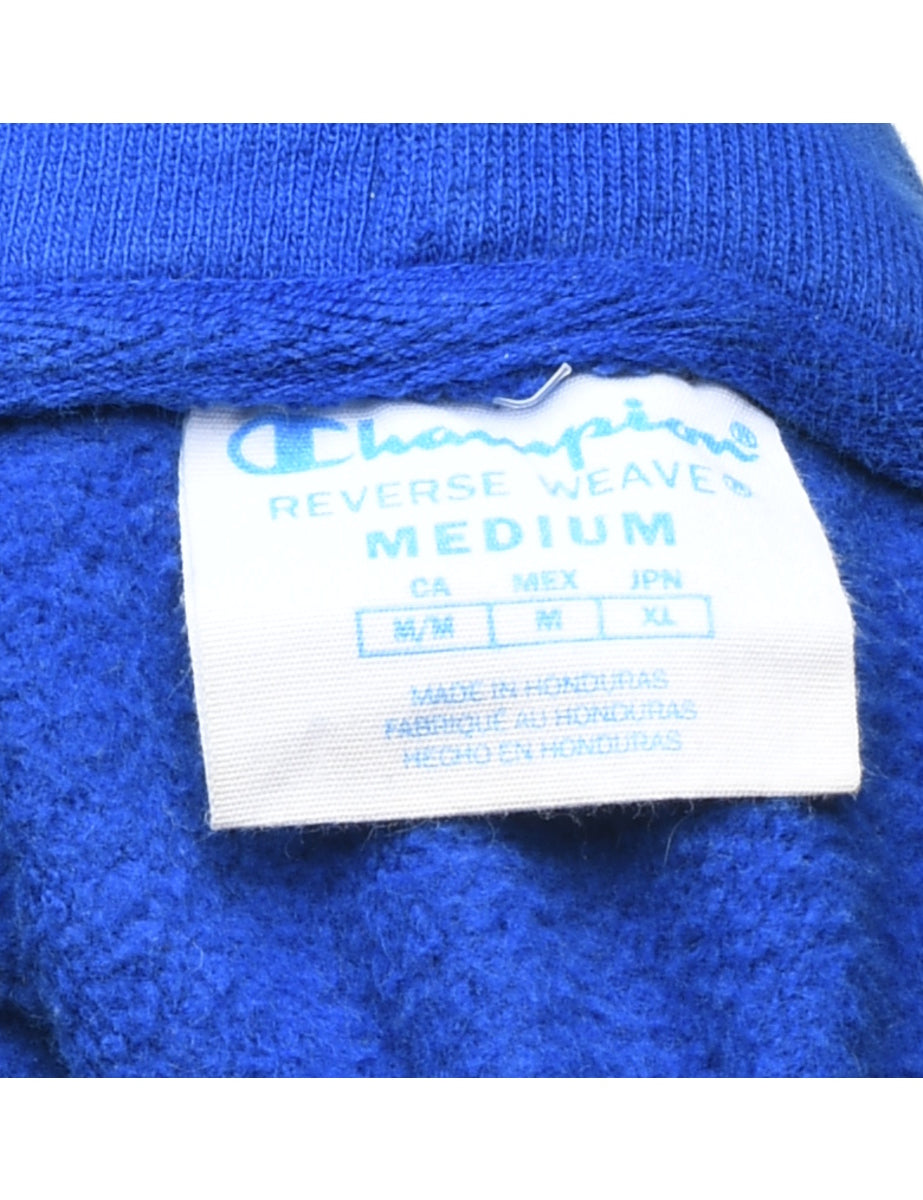 Champion®
REVERSE WEAVE®
MEDIUM
CA MEX JPN
M/M M XL
MADE IN HONDURAS
FABRIQUÉ AU HONDURAS
HECHO EN HONDURAS